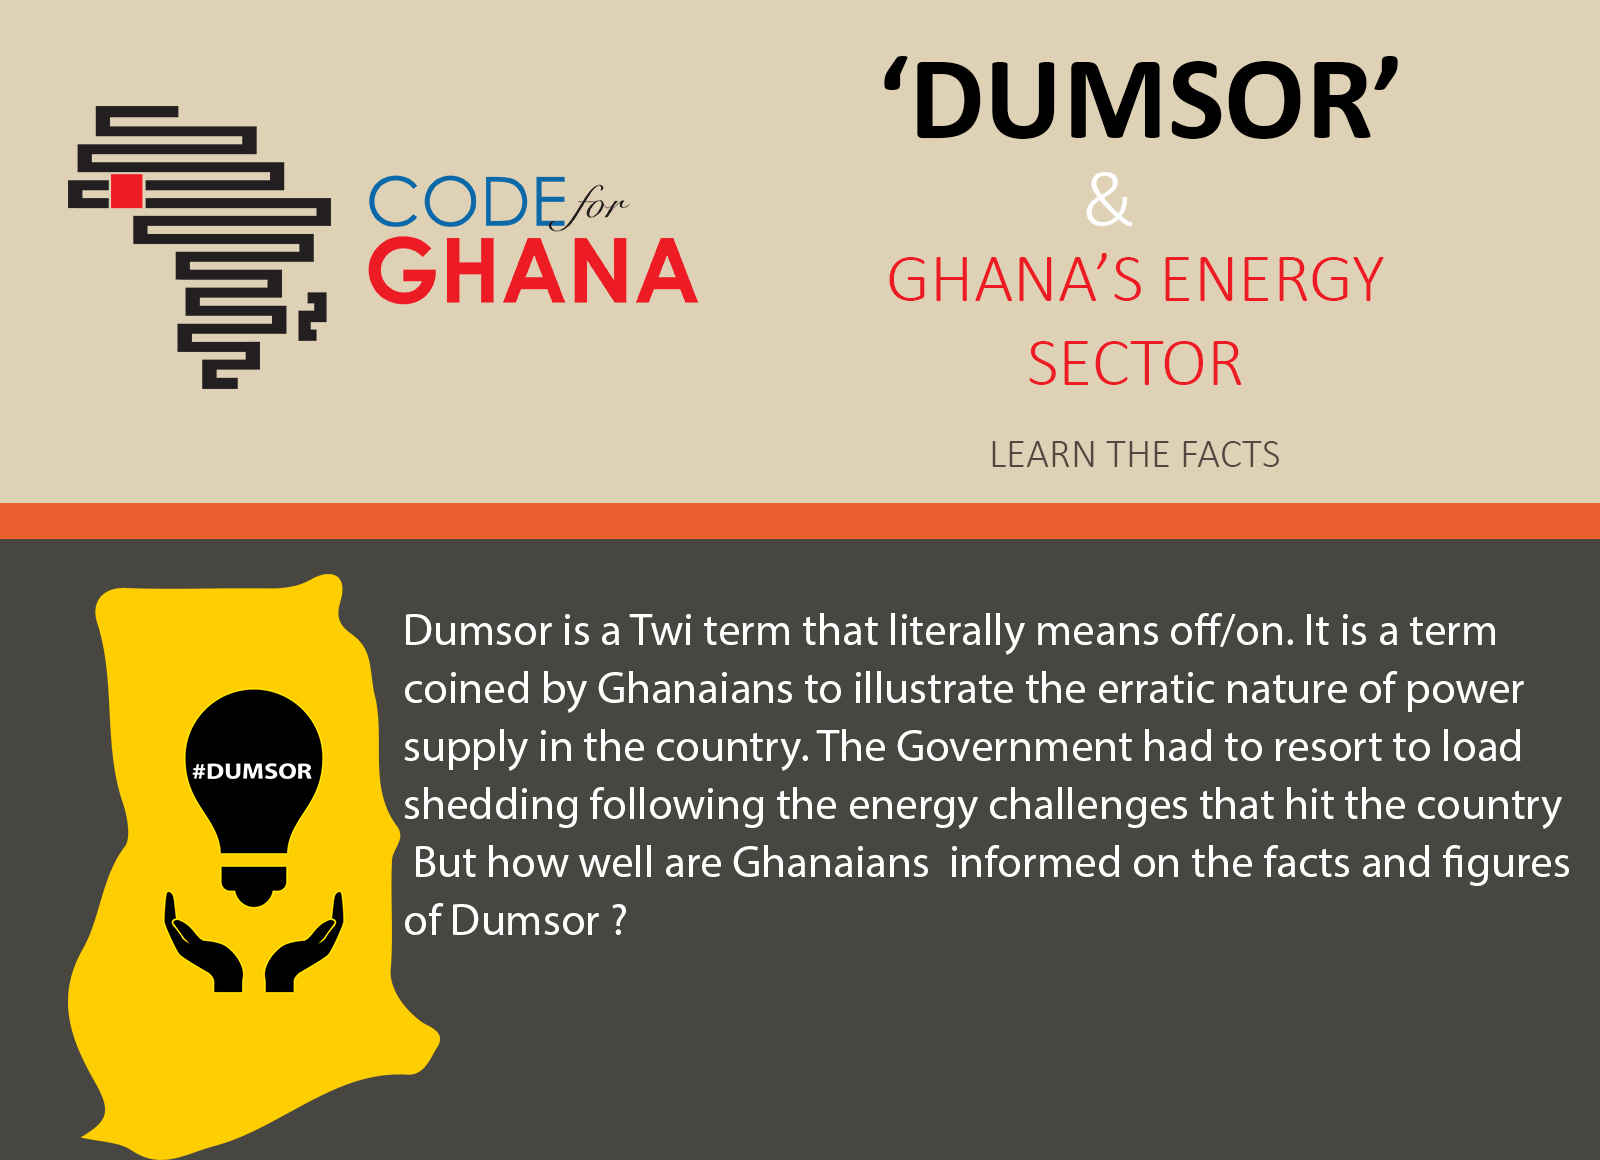 CODE for
GHANA
‘DUMSOR’
&
GHANA’S ENERGY
SECTOR
LEARN THE FACTS
#DUMSOR
Dumsor is a Twi term that literally means off/on. It is a term
coined by Ghanaians to illustrate the erratic nature of power
supply in the country. The Government had to resort to load
shedding following the energy challenges that hit the country
But how well are Ghanaians  informed on the facts and figures
of Dumsor ?